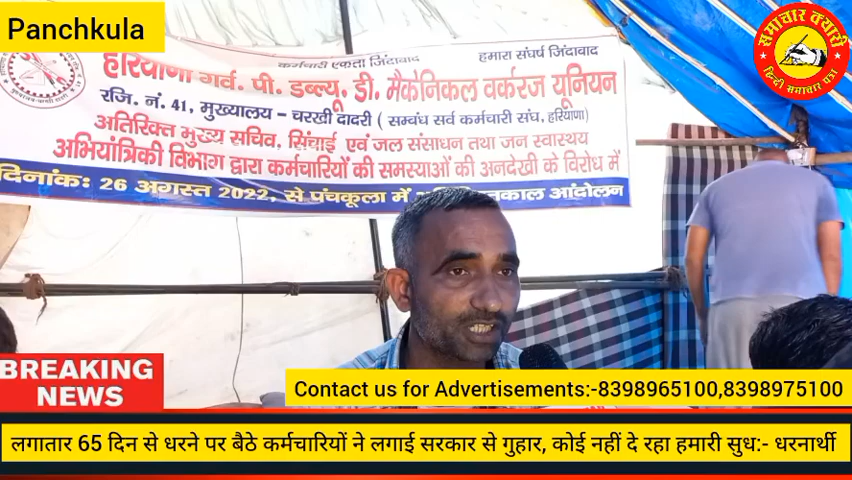 Panchkula
समाचार क्यारी
हिन्दी समाचार पत्र
कर्मचारी एकता जिंदाबाद
हमारा संघर्ष जिंदाबाद
हरियाणा गर्व. पी. डब्ल्यू. डी. मैकेनिकल वर्करज यूनियन
रजि. नं. 41, मुख्यालय - चरखी दादरी ( सम्बंध सर्व कर्मचारी संघ, हरियाणा)
अतिरिक्त मुख्य सचिव, सिंचाई एवं जल संसाधन तथा जन स्वास्थय
अभियांत्रिकी विभाग द्वारा कर्मचारियों की समस्याओं की अनदेखी के विरोध में
दिनांक: 26 अगस्त 2022, से पंचकूला में आंदोलन
BREAKING
NEWS
Contact us for Advertisements:-8398965100,8398975100
लगातार 65 दिन से धरने पर बैठे कर्मचारियों ने लगाई सरकार से गुहार, कोई नहीं दे रहा हमारी सुध:- धरनार्थी